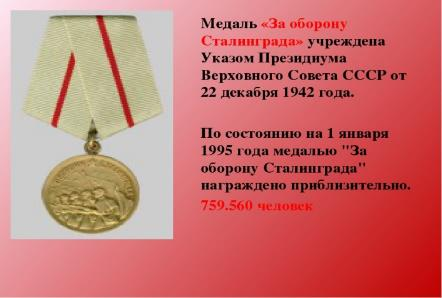 Медаль «За оборону
Сталинграда» учреждена
Указом Президиума
Верховного Совета СССР от
22 декабря 1942 года.
По состоянию на 1 января
1995 года медалью "За
оборону Сталинграда"
награждено приблизительно.
759.560 человек